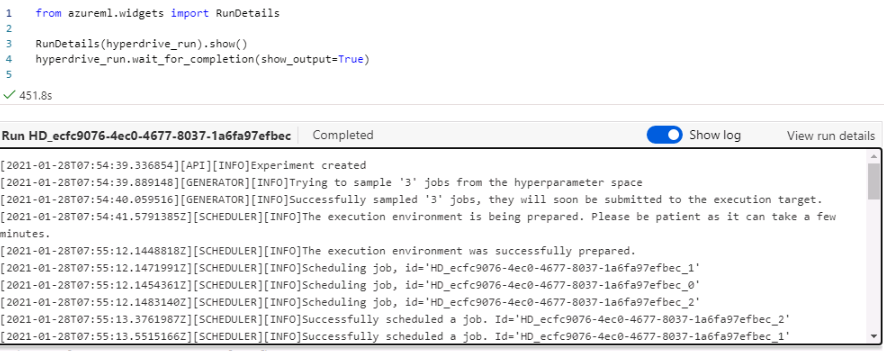 1 from azureml.widgets import RunDetails
2
3 RunDetails(hyperdrive_run).show()
4 hyperdrive_run.wait_for_completion(show_output=True)
5
451.8s
Run HD_ecfc9076-4ec0-4677-8037-1a6fa97efbec Completed Show log View run details
[2021-01-28T07:54:39.336854][API][INFO]Experiment created
[2021-01-28T07:54:39.889148][GENERATOR][INFO]Trying to sample '3' jobs from the hyperparameter space
[2021-01-28T07:54:40.059516][GENERATOR][INFO]Successfully sampled '3' jobs, they will soon be submitted to the execution target.
[2021-01-28T07:54:41.5791385Z][SCHEDULER][INFO]The execution environment is being prepared. Please be patient as it can take a few
minutes.
[2021-01-28T07:55:12.1448818Z][SCHEDULER][INFO]The execution environment was successfully prepared.
[2021-01-28T07:55:12.1471991Z][SCHEDULER][INFO]Scheduling job, id='HD_ecfc9076-4ec0-4677-8037-1a6fa97efbec_1'
[2021-01-28T07:55:12.1454361Z][SCHEDULER][INFO]Scheduling job, id='HD_ecfc9076-4ec0-4677-8037-1a6fa97efbec_0'
[2021-01-28T07:55:12.1483140Z][SCHEDULER][INFO]Scheduling job, id='HD_ecfc9076-4ec0-4677-8037-1a6fa97efbec_2'
[2021-01-28T07:55:13.3761987Z][SCHEDULER][INFO]Successfully scheduled a job. Id='HD_ecfc9076-4ec0-4677-8037-1a6fa97efbec_2'
[2021-01-28T07:55:13.5515166Z][SCHEDULER][INFO]Successfully scheduled a job. Id='HD_ecfc9076-4ec0-4677-8037-1a6fa97efbec_1'